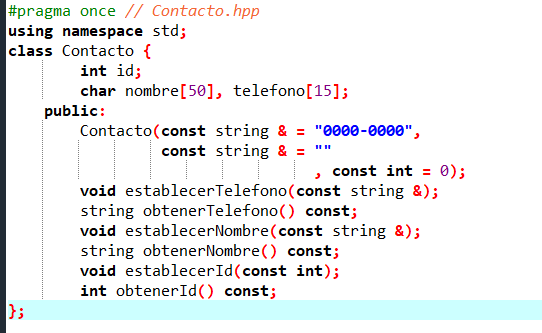 #pragma once // Contacto.hpp
using namespace std;
class Contacto {
        int id;
        char nombre[50], telefono[15];
    public:
        Contacto(const string & = "0000-0000",
                 const string & = ""
                                  , const int = 0);
        void establecerTelefono(const string &);
        string obtenerTelefono() const;
        void establecerNombre(const string &);
        string obtenerNombre() const;
        void establecerId(const int);
        int obtenerId() const;
};